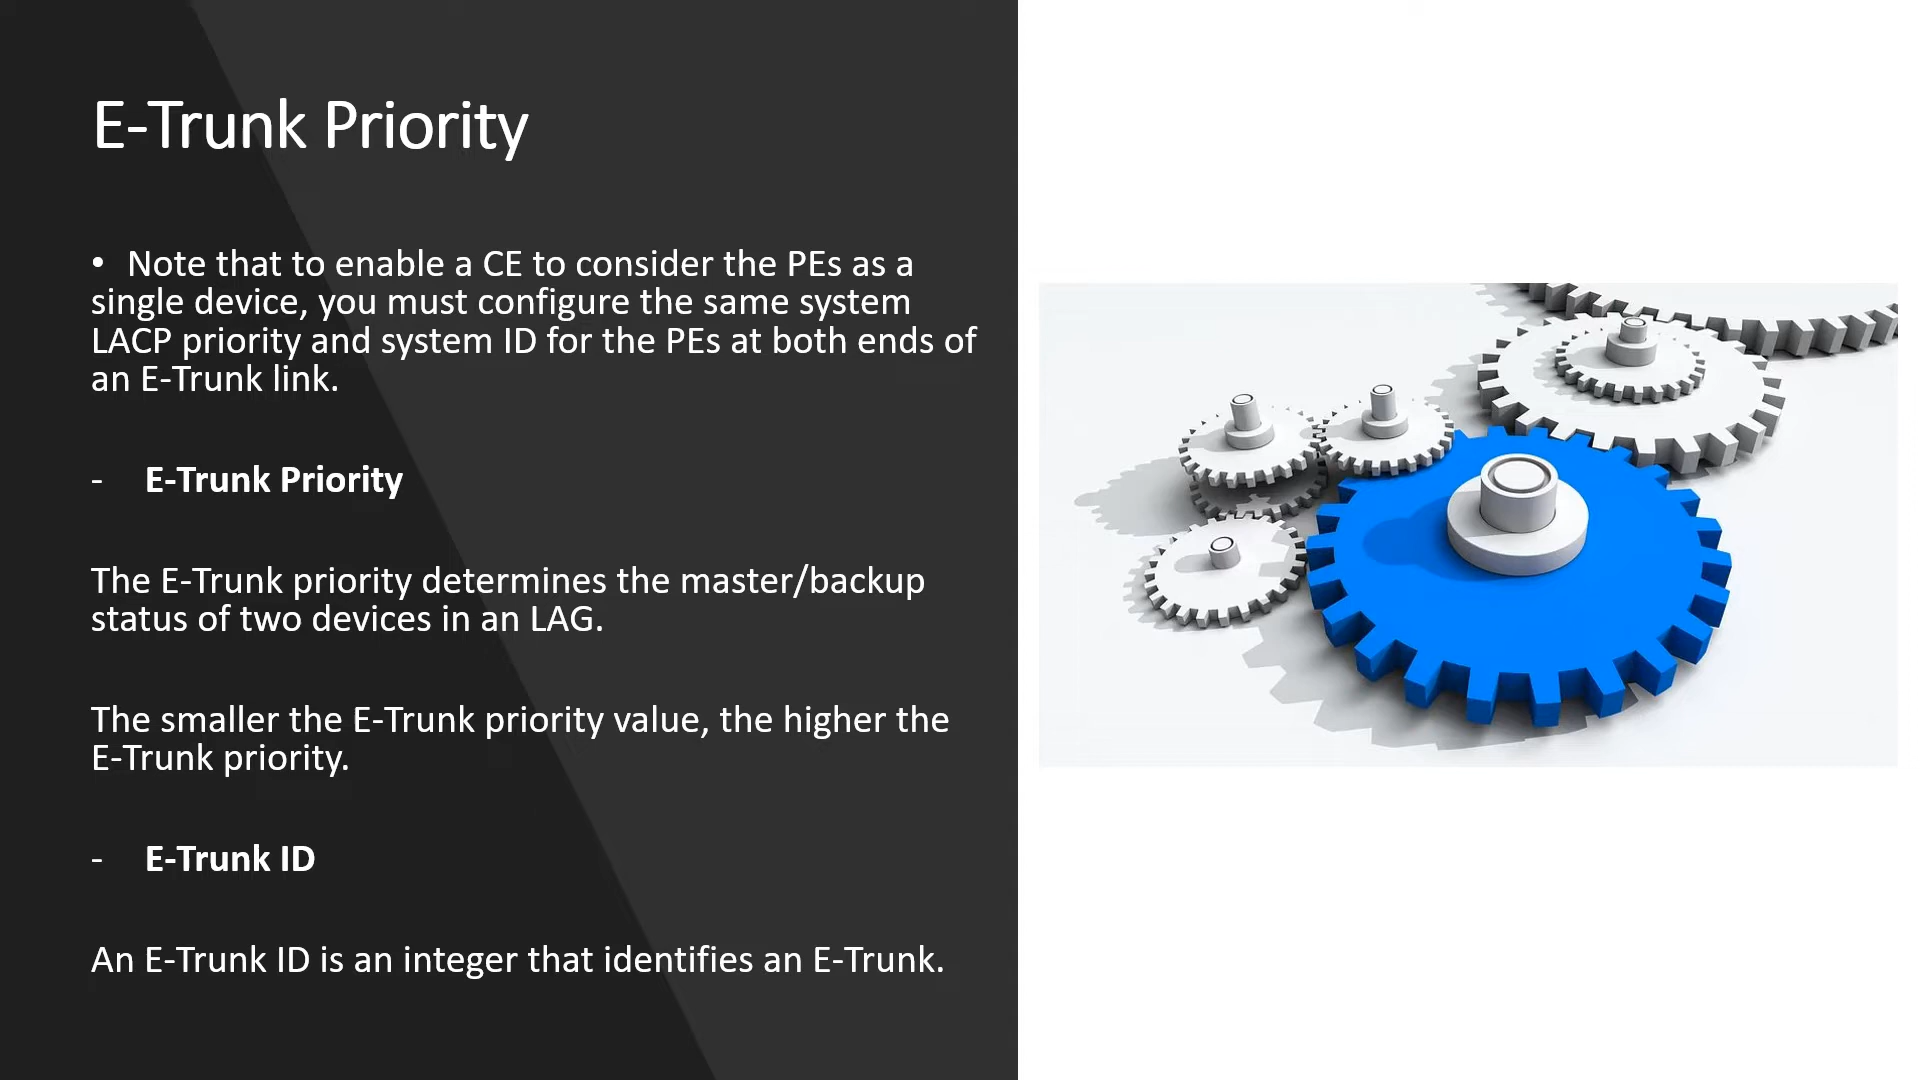 E-Trunk Priority
• Note that to enable a CE to consider the PEs as a
single device, you must configure the same system
LACP priority and system ID for the PEs at both ends of
an E-Trunk link.
- E-Trunk Priority
The E-Trunk priority determines the master/backup
status of two devices in an LAG.
The smaller the E-Trunk priority value, the higher the
E-Trunk priority.
- E-Trunk ID
An E-Trunk ID is an integer that identifies an E-Trunk.